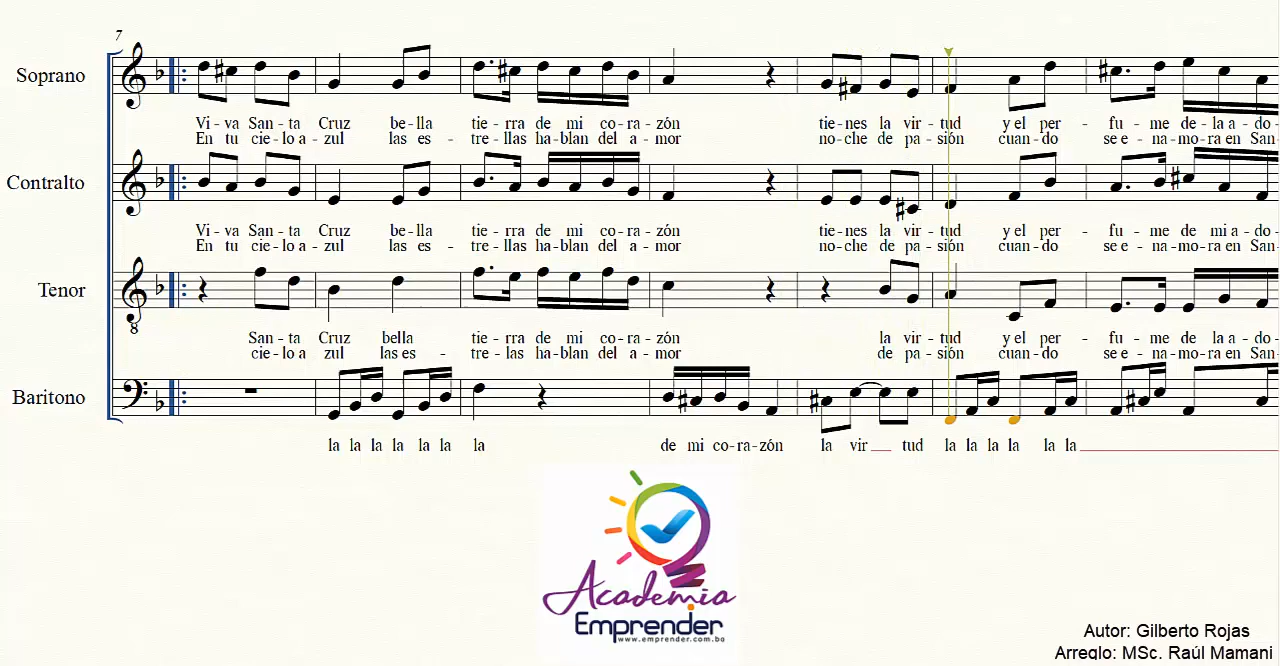 7
Soprano
Vi - va San - ta Cruz be - lla tie - rra de mi co - ra - zón tie - nes la vir - tud y el per - fu - me de - la a - do -
En tu cie - lo a - zul las es - tre - llas ha - blan del a - mor no - che de pa - sión cuan - do se e - na - mo - ra en San -
Contralto
Vi - va San - ta Cruz be - lla tie - rra de mi co - ra - zón tie - nes la vir - tud y el per - fu - me de mi a - do -
En tu cie - lo a - zul las es - tre - llas ha - blan del a - mor no - che de pa - sión cuan - do se e - na - mo - ra en San -
Tenor
8
San - ta Cruz bella tie - rra de mi co - ra - zón la vir - tud y el per - fu - me de la a - do -
cie - lo a zul las es - tre - las ha - blan del a - mor de pa - sión cuan - do se e - na - mo - ra en San -
Baritono
la la la la la la la de mi co - ra - zón la vir tud la la la la la la
Academia
Emprender
www.emprender.com.bo
Autor: Gilberto Rojas
Arreglo: MSc. Raúl Mamani